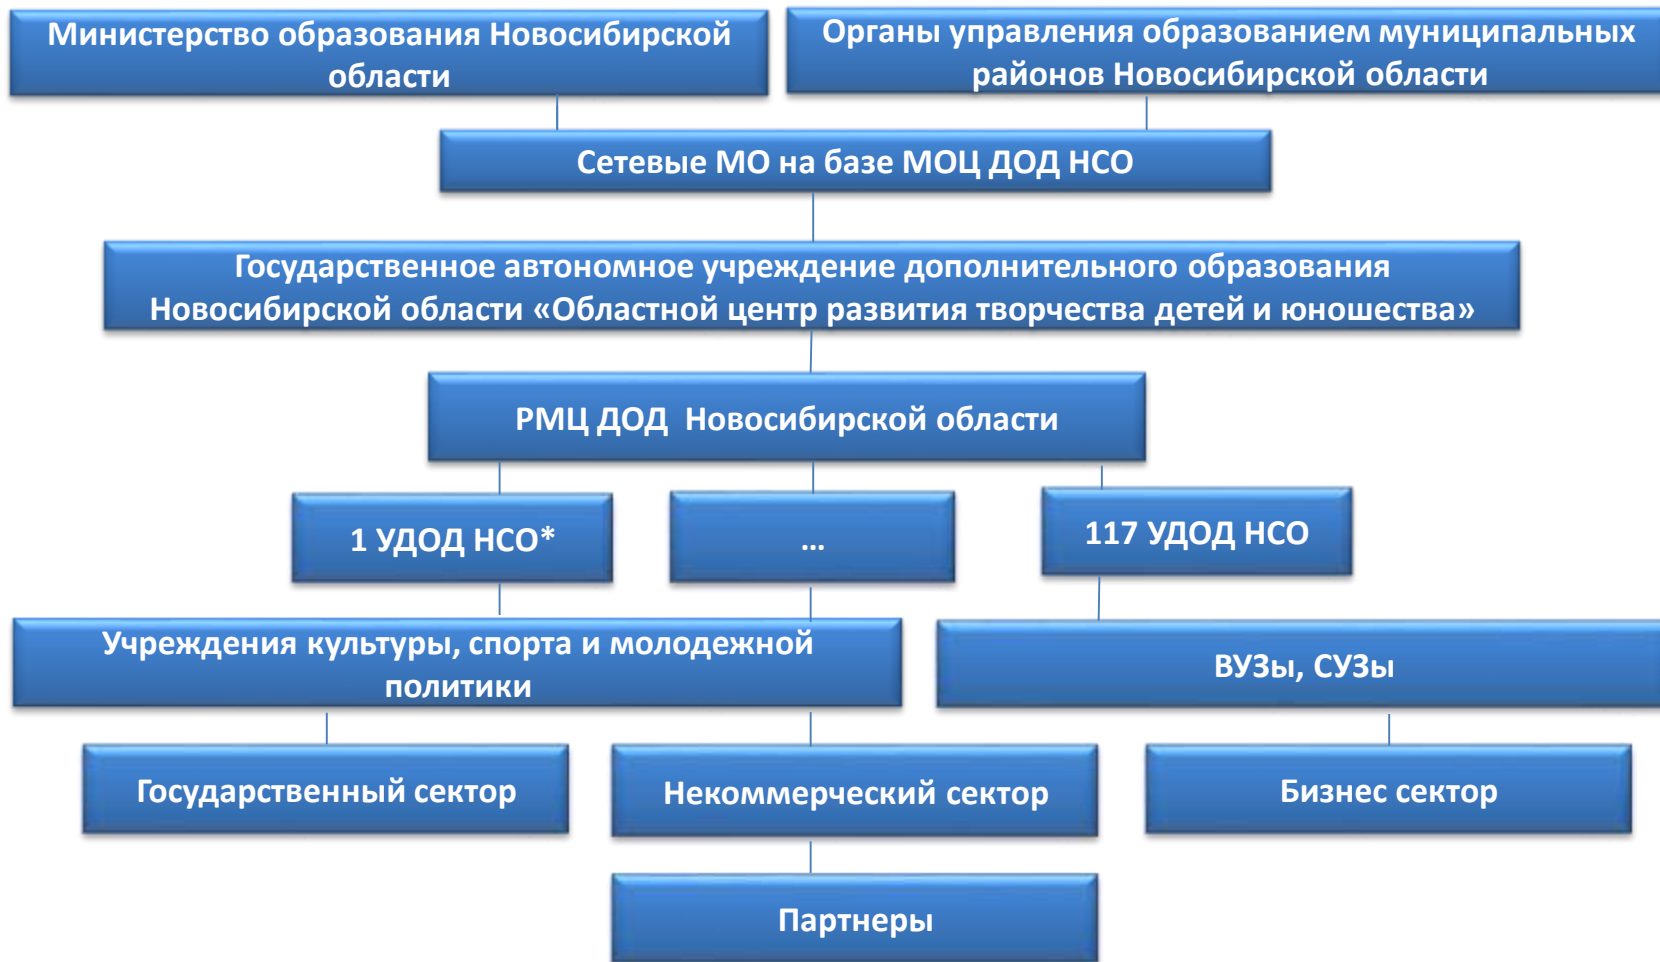 Министерство образования Новосибирской
области
Органы управления образованием муниципальных
районов Новосибирской области
Сетевые МО на базе МОЦ ДОД НСО
Государственное автономное учреждение дополнительного образования
Новосибирской области «Областной центр развития творчества детей и юношества»
РМЦ ДОД  Новосибирской области
1 УДОД НСО*
...
117 УДОД НСО
Учреждения культуры, спорта и молодежной
политики
ВУЗы, СУЗы
Государственный сектор
Некоммерческий сектор
Бизнес сектор
Партнеры